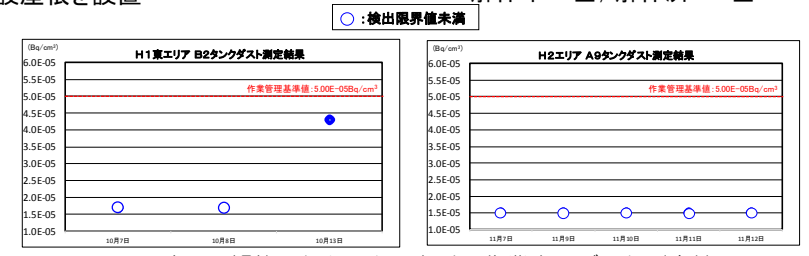 ○ :検出限界値未満
(Bq/cm³)
H1東エリア B2タンクダスト測定結果
6.0E-05
5.5E-05
5.0E-05
4.5E-05
4.0E-05
3.5E-05
3.0E-05
2.5E-05
2.0E-05
1.5E-05
1.0E-05
作業管理基準値:5.00E-05Bq/cm³
10月7日 10月8日 10月13日
(Bq/cm³)
H2エリア A9タンクダスト測定結果
6.0E-05
5.5E-05
5.0E-05
4.5E-05
4.0E-05
3.5E-05
3.0E-05
2.5E-05
2.0E-05
1.5E-05
1.0E-05
作業管理基準値:5.00E-05Bq/cm³
11月7日 11月9日 11月10日 11月11日 11月12日